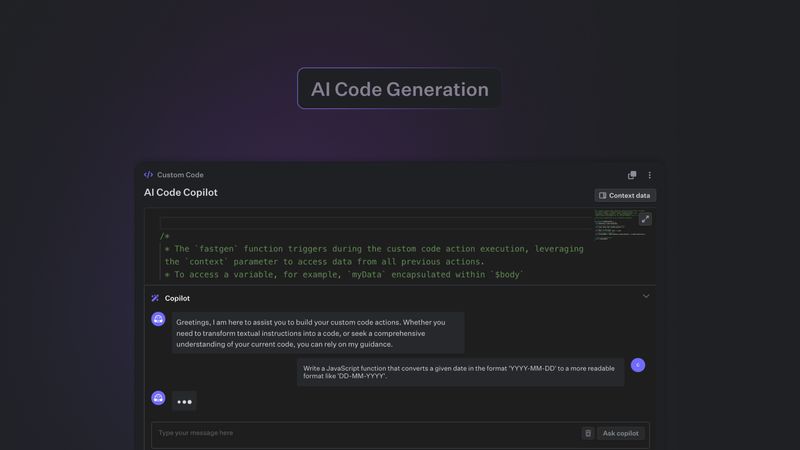 AI Code Generation
</> Custom Code
AI Code Copilot
Context data
/*
* The `fastgen` function triggers during the custom code action execution, leveraging
the `context` parameter to access data from all previous actions.
* To access a variable, for example, `myData` encapsulated within `$body`
Copilot
Greetings, I am here to assist you to build your custom code actions. Whether you
need to transform textual instructions into a code, or seek a comprehensive
understanding of your current code, you can rely on my guidance.
Write a JavaScript function that converts a given date in the format 'YYYY-MM-DD' to a more readable
format like 'DD-MM-YYYY'.
C
Type your message here
Ask copilot